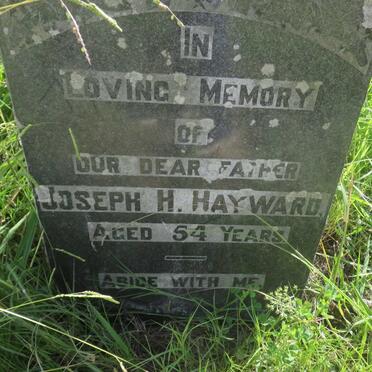 IN
LOVING MEMORY
OF
OUR DEAR FATHER
JOSEPH H. HAYWARD,
AGED 54 YEARS
ABIDE WITH ME